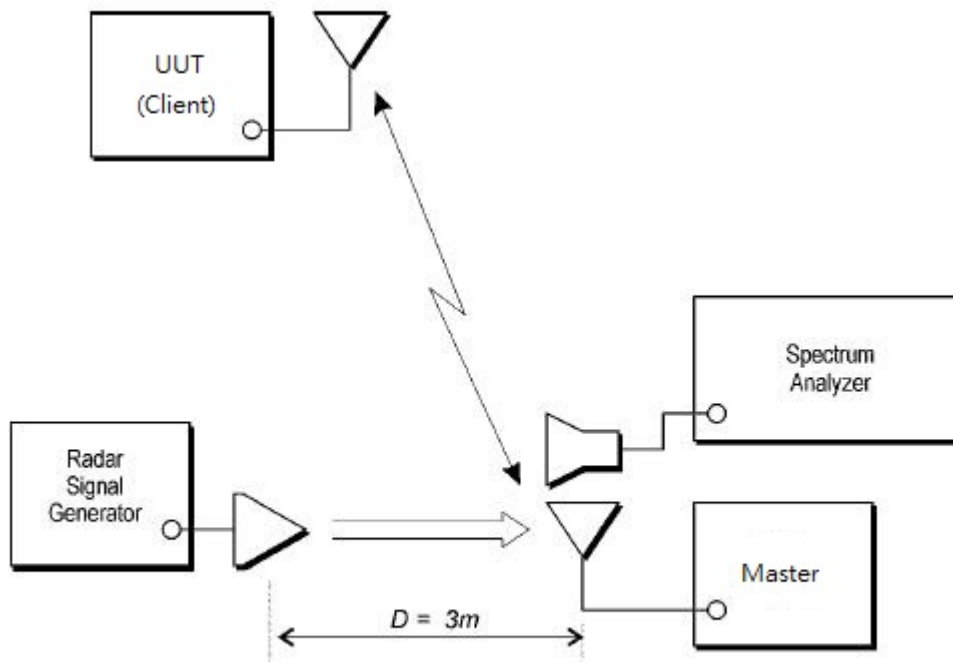 UUT
(Client)
Spectrum
Analyzer
Radar
Signal
Generator
Master
D = 3m